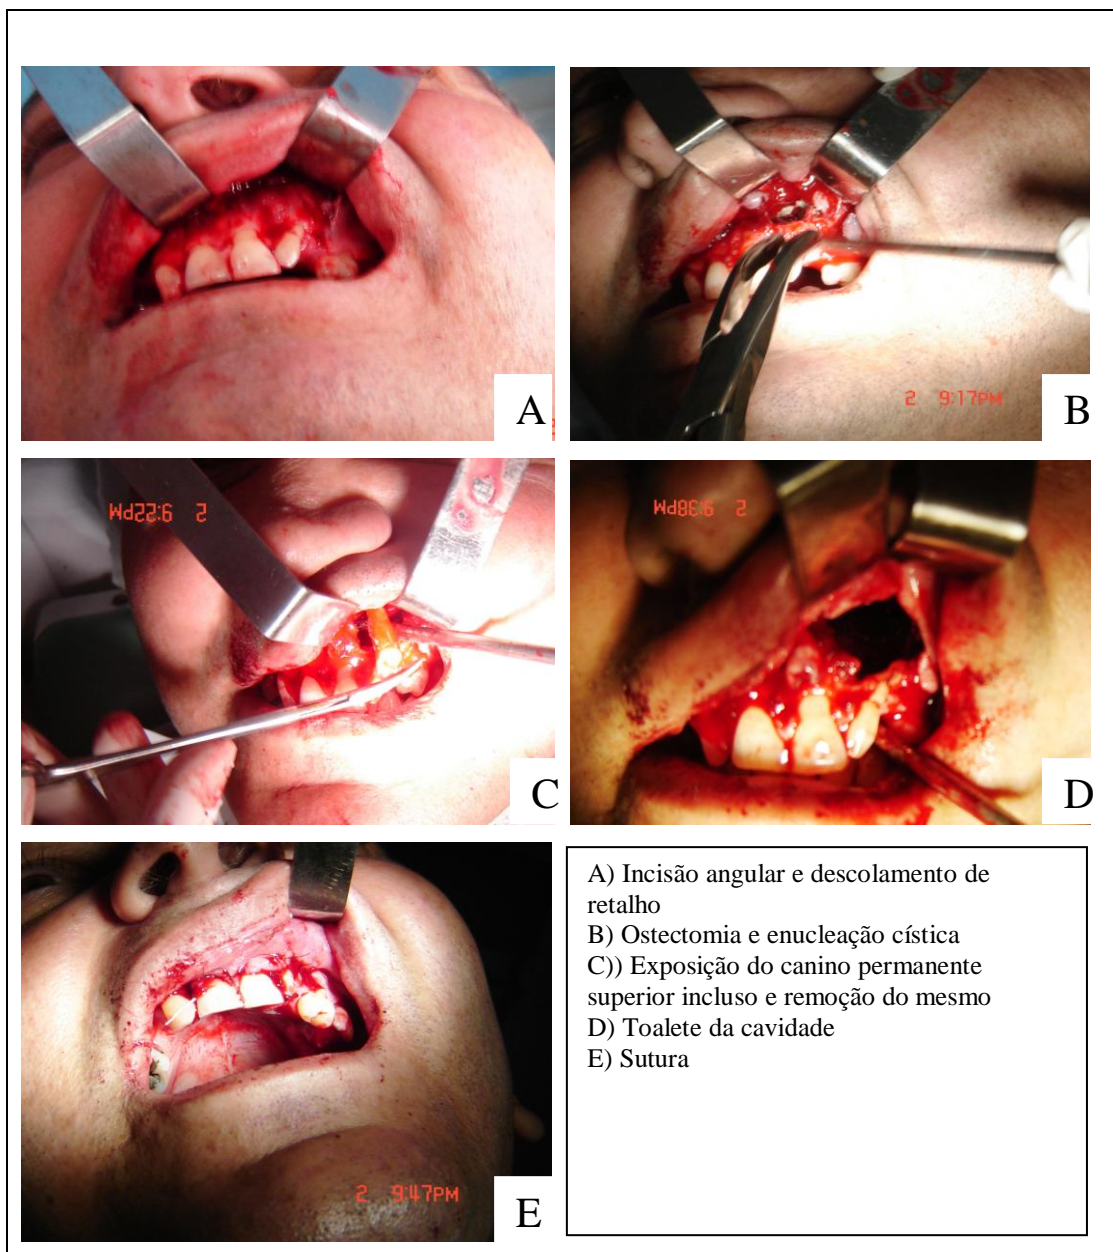 A
2 9:17PM
B
2 9:22PM
C
2 9:38PM
D
2 9:47PM
E
A) Incisão angular e descolamento de
retalho
B) Ostectomia e enucleação cística
C)) Exposição do canino permanente
superior incluso e remoção do mesmo
D) Toalete da cavidade
E) Sutura